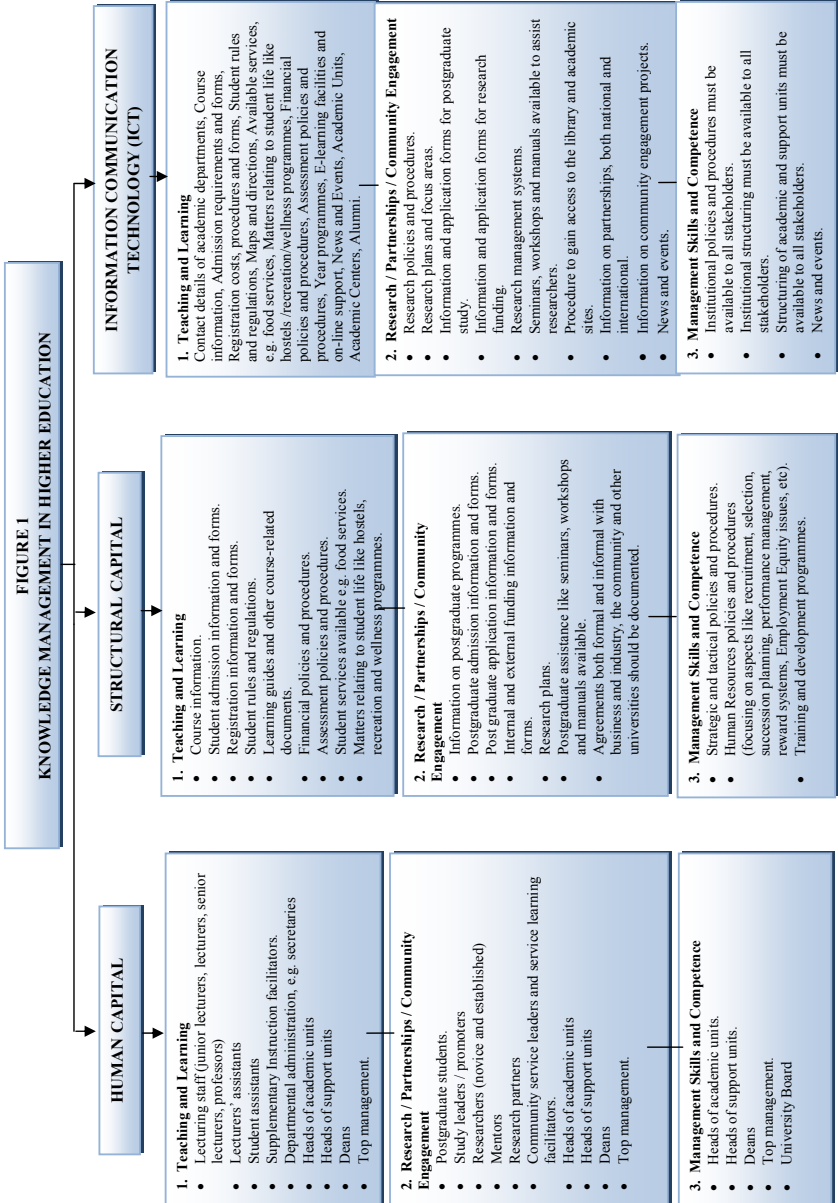 FIGURE 1
KNOWLEDGE MANAGEMENT IN HIGHER EDUCATION
HUMAN CAPITAL
1. Teaching and Learning
• Lecturing staff (junior lecturers, lecturers, senior
lecturers, professors)
• Lecturers' assistants
• Student assistants
• Supplementary Instruction facilitators.
• Departmental administration, e.g. secretaries
• Heads of academic units
• Heads of support units
• Deans
• Top management.
2. Research / Partnerships / Community
Engagement
• Postgraduate students.
• Study leaders / promoters
• Researchers (novice and established)
• Mentors
• Research partners
• Community service leaders and service learning
facilitators.
• Heads of academic units
• Heads of support units
• Deans
• Top management.
3. Management Skills and Competence
• Heads of academic units.
• Heads of support units.
• Deans
• Top management.
• University Board
STRUCTURAL CAPITAL
1. Teaching and Learning
• Course information.
• Student admission information and forms.
• Registration information and forms.
• Student rules and regulations.
• Learning guides and other course-related
documents.
• Financial policies and procedures.
• Assessment policies and procedures.
• Student services available e.g. food services.
• Matters relating to student life like hostels,
recreation and wellness programmes.
2. Research / Partnerships / Community
Engagement
• Information on postgraduate programmes.
• Postgraduate admission information and forms.
• Post graduate application information and forms.
• Internal and external funding information and
forms.
• Research plans.
• Postgraduate assistance like seminars, workshops
and manuals available.
• Agreements both formal and informal with
business and industry, the community and other
universities should be documented.
3. Management Skills and Competence
• Strategic and tactical policies and procedures.
• Human Resources policies and procedures
(focusing on aspects like recruitment, selection,
succession planning, performance management,
reward systems, Employment Equity issues, etc).
• Training and development programmes.
INFORMATION COMMUNICATION
TECHNOLOGY (ICT)
1. Teaching and Learning
Contact details of academic departments, Course
information, Admission requirements and forms,
Registration costs, procedures and forms, Student rules
and regulations, Maps and directions, Available services,
e.g. food services, Matters relating to student life like
hostels /recreation/wellness programmes, Financial
policies and procedures, Assessment policies and
procedures, Year programmes, E-learning facilities and
on-line support, News and Events, Academic Units,
Academic Centers, Alumni.
2. Research / Partnerships / Community Engagement
• Research policies and procedures.
• Research plans and focus areas.
• Information and application forms for postgraduate
study.
• Information and application forms for research
funding.
• Research management systems.
• Seminars, workshops and manuals available to assist
researchers.
• Procedure to gain access to the library and academic
sites.
• Information on partnerships, both national and
international.
• Information on community engagement projects.
• News and events.
3. Management Skills and Competence
• Institutional policies and procedures must be
available to all stakeholders.
• Institutional structuring must be available to all
stakeholders.
• Structuring of academic and support units must be
available to all stakeholders.
• News and events.